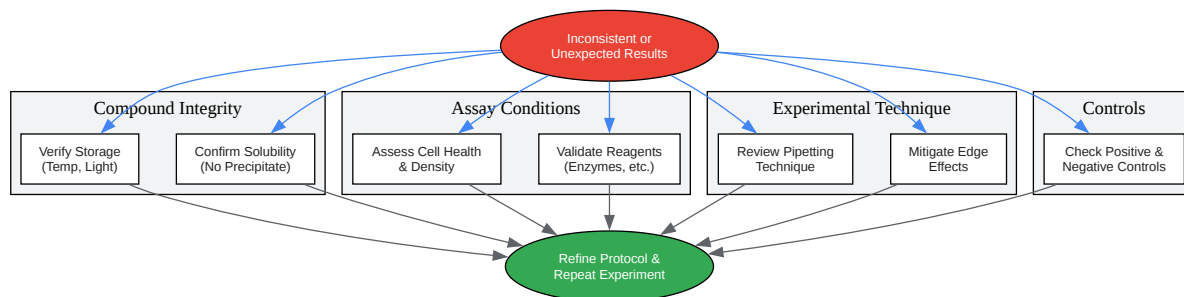 Inconsistent or
Unexpected Results
Compound Integrity
Assay Conditions
Experimental Technique
Controls
Verify Storage
(Temp, Light)
Confirm Solubility
(No Precipitate)
Assess Cell Health
& Density
Validate Reagents
(Enzymes, etc.)
Review Pipetting
Technique
Mitigate Edge
Effects
Check Positive &
Negative Controls
Refine Protocol &
Repeat Experiment